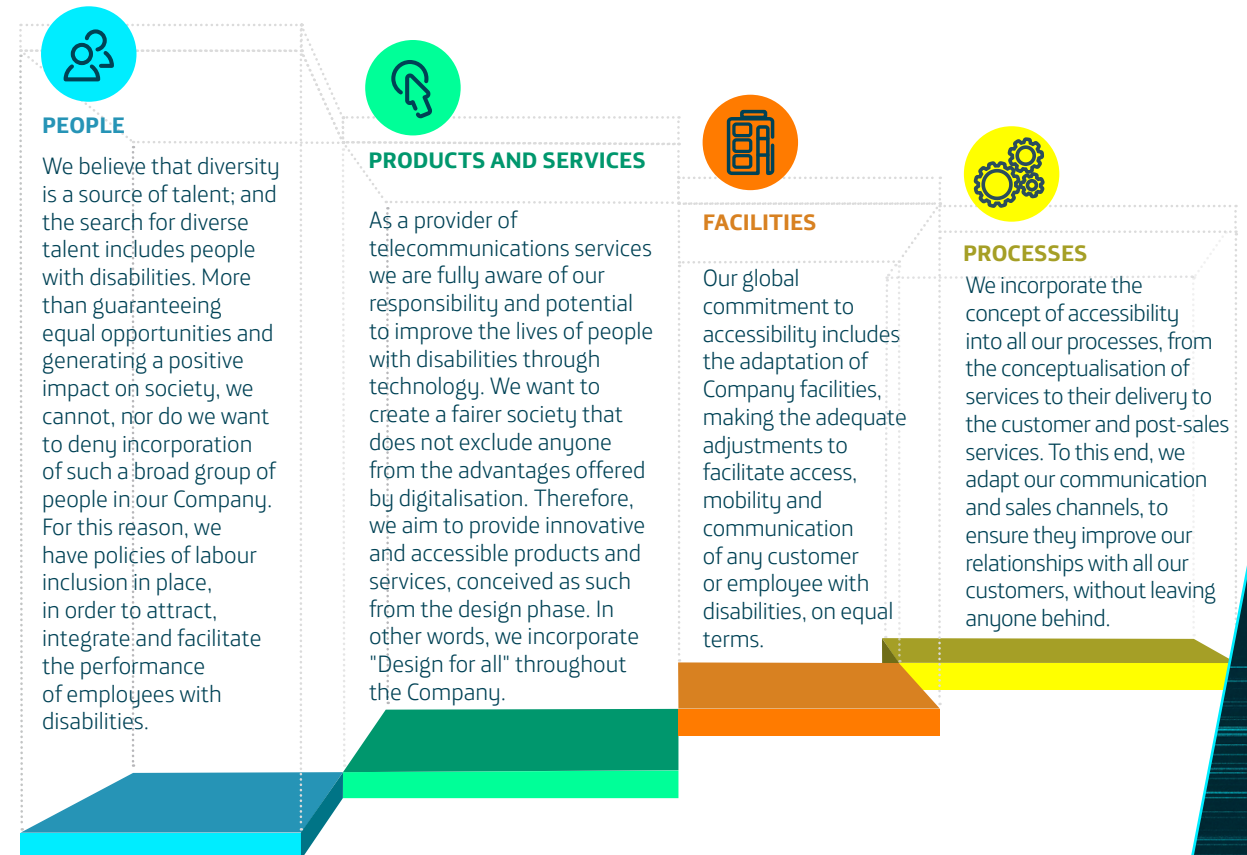 PEOPLE
We believe that diversity
is a source of talent; and
the search for diverse
talent includes people
with disabilities. More
than guaranteeing
equal opportunities and
generating a positive
impact on society, we
cannot, nor do we want
to deny incorporation
of such a broad group of
people in our Company.
For this reason, we
have policies of labour
inclusion in place,
in order to attract,
integrate and facilitate
the performance
of employees with
disabilities.
PRODUCTS AND SERVICES
As a provider of
telecommunications services
we are fully aware of our
responsibility and potential
to improve the lives of people
with disabilities through
technology. We want to
create a fairer society that
does not exclude anyone
from the advantages offered
by digitalisation. Therefore,
we aim to provide innovative
and accessible products and
services, conceived as such
from the design phase. In
other words, we incorporate
"Design for all" throughout
the Company.
FACILITIES
Our global
commitment to
accessibility includes
the adaptation of
Company facilities,
making the adequate
adjustments to
facilitate access,
mobility and
communication
of any customer
or employee with
disabilities, on equal
terms.
PROCESSES
We incorporate the
concept of accessibility
into all our processes, from
the conceptualisation of
services to their delivery to
the customer and post-sales
services. To this end, we
adapt our communication
and sales channels, to
ensure they improve our
relationships with all our
customers, without leaving
anyone behind.